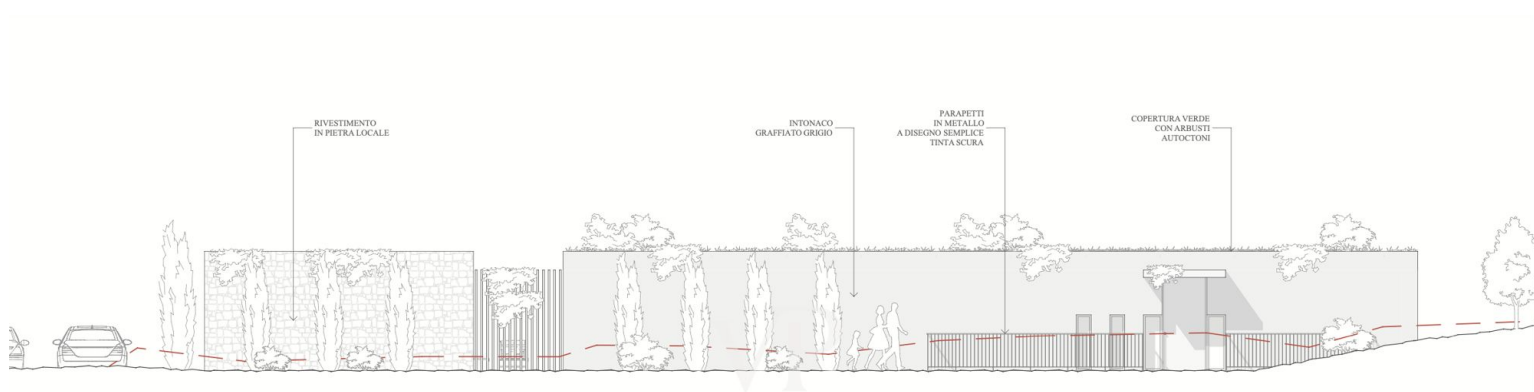 RIVESTIMENTO
IN PIETRA LOCALE
INTONACO
GRAFFIATO GRIGIO
PARAPETTI
IN METALLO
A DISEGNO SEMPLICE
TINTA SCURA
COPERTURA VERDE
CON ARBUSTI
AUTOCTONI